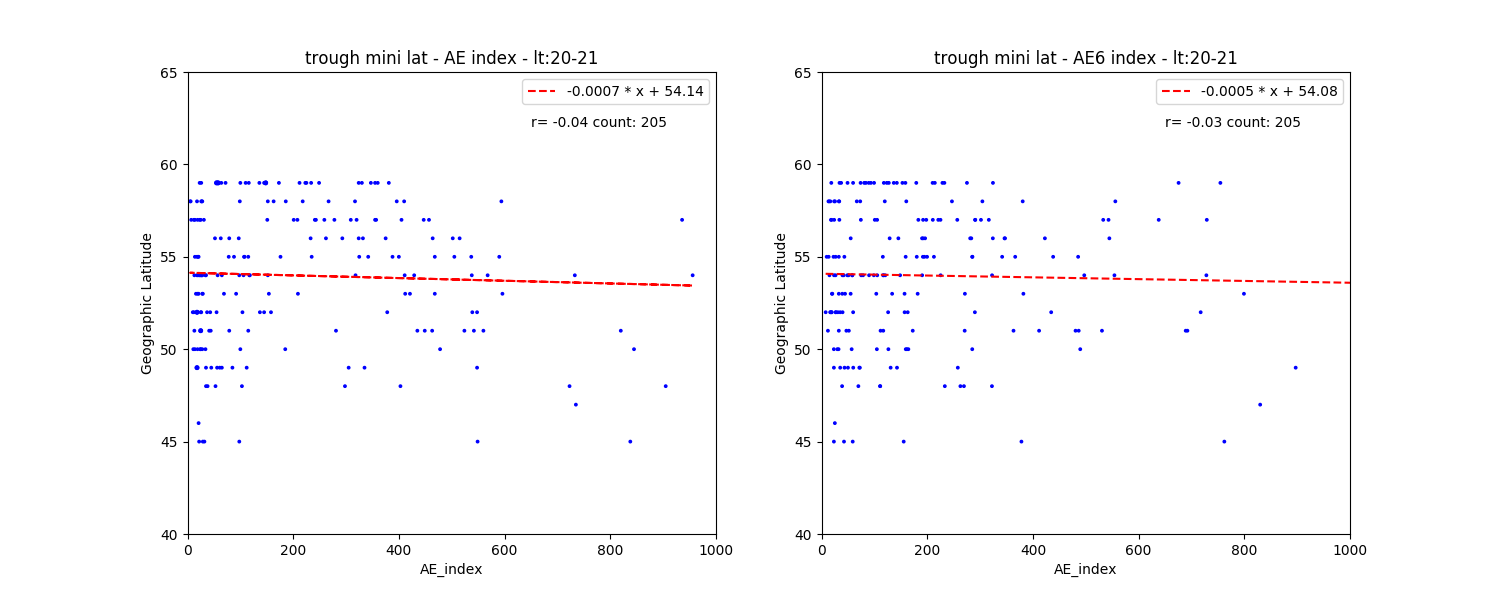 trough mini lat - AE index - lt:20-21
-0.0007 * x + 54.14
r= -0.04 count: 205
65
60
55
50
45
40
Geographic Latitude
0 200 400 600 800 1000
AE_index
trough mini lat - AE6 index - lt:20-21
-0.0005 * x + 54.08
r= -0.03 count: 205
65
60
55
50
45
40
Geographic Latitude
0 200 400 600 800 1000
AE_index